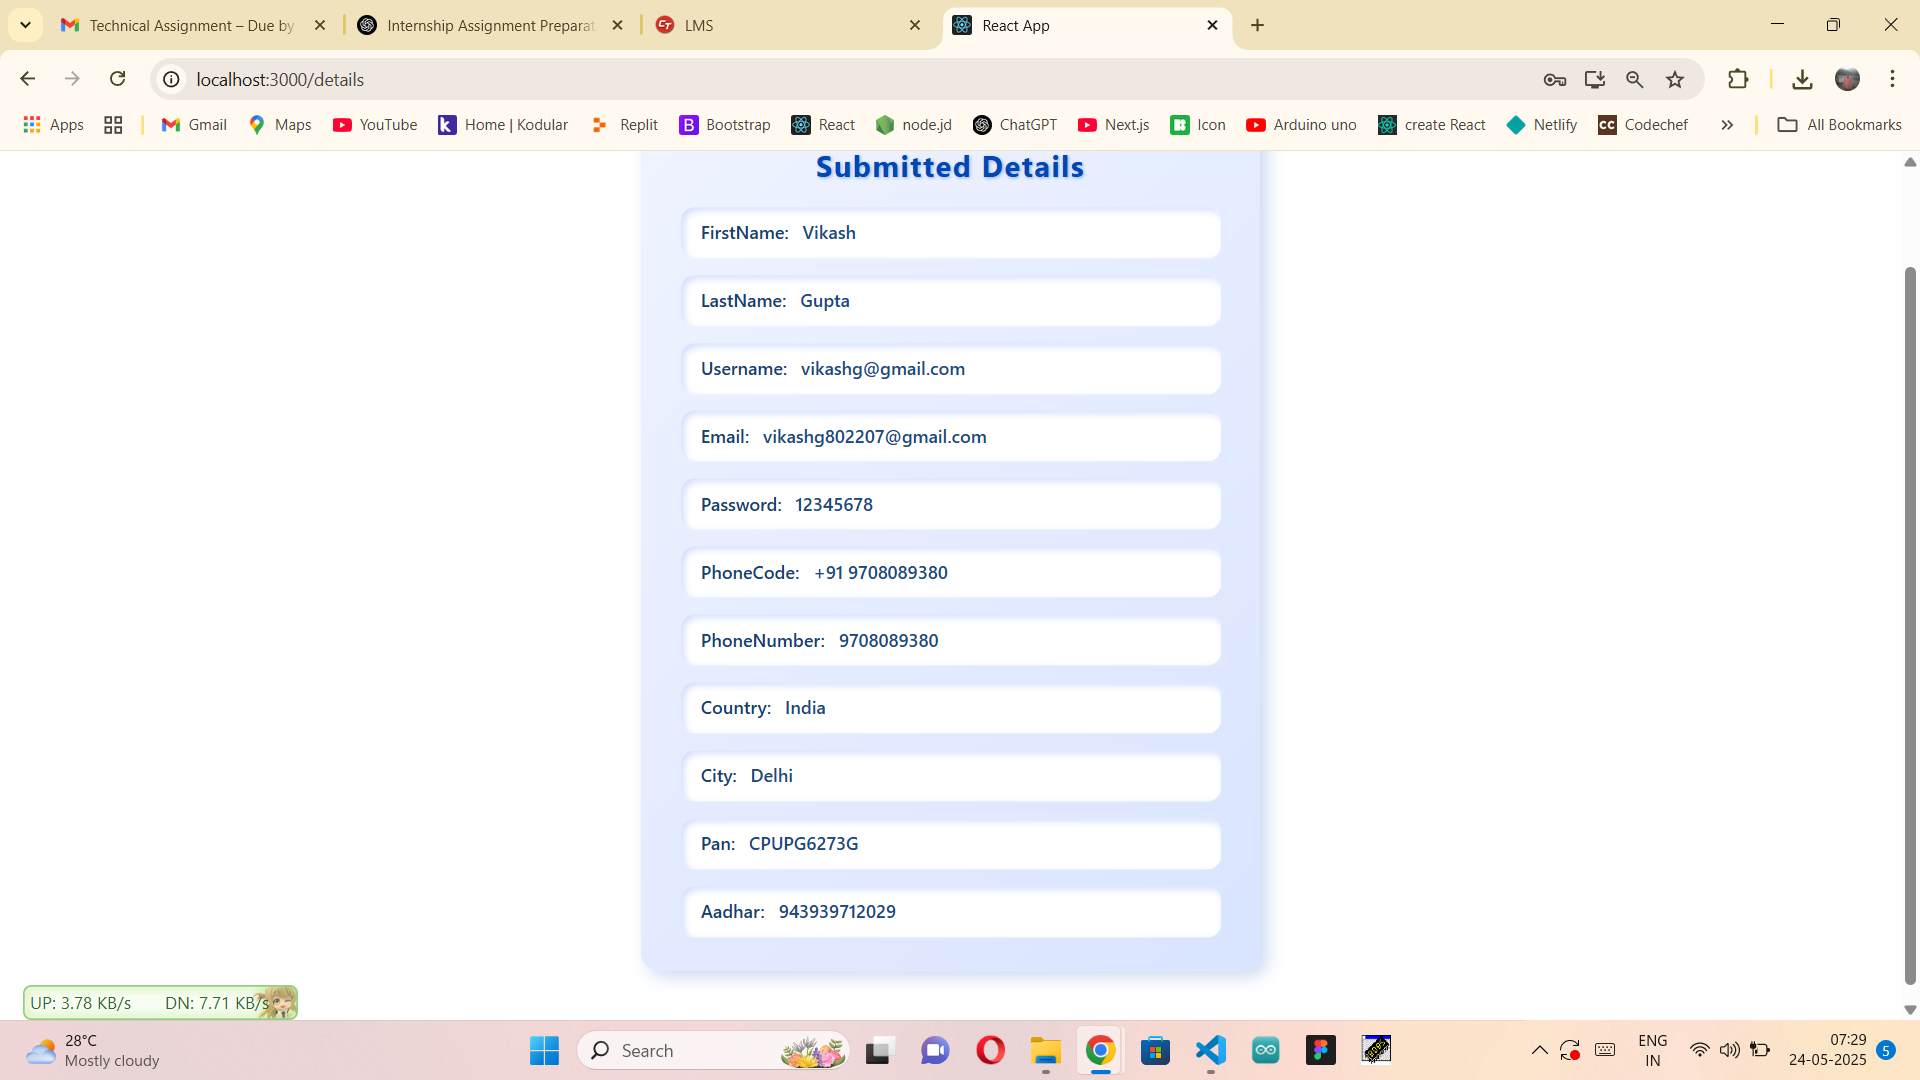 Technical Assignment – Due by
Internship Assignment Preparat
LMS
React App
localhost:3000/details
Apps
Gmail
Maps
YouTube
Home | Kodular
Replit
Bootstrap
React
node.jd
ChatGPT
Next.js
Icon
Arduino uno
create React
Netlify
Codechef
All Bookmarks
Submitted Details
FirstName: Vikash
LastName: Gupta
Username: vikashg@gmail.com
Email: vikashg802207@gmail.com
Password: 12345678
PhoneCode: +91 9708089380
PhoneNumber: 9708089380
Country: India
City: Delhi
Pan: CPUPG6273G
Aadhar: 943939712029
UP: 3.78 KB/s DN: 7.71 KB/s
28°C
Mostly cloudy
Search
ENG
IN
07:29
24-05-2025
5